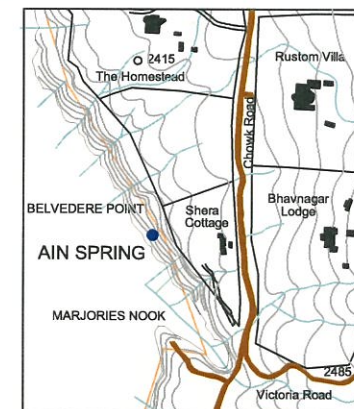 2415
The Homestead
Rustom Villa
Chowk Road
BELVEDERE POINT
Shera
Cottage
Bhavnagar
Lodge
AIN SPRING
MARJORIES NOOK
2485
Victoria Road